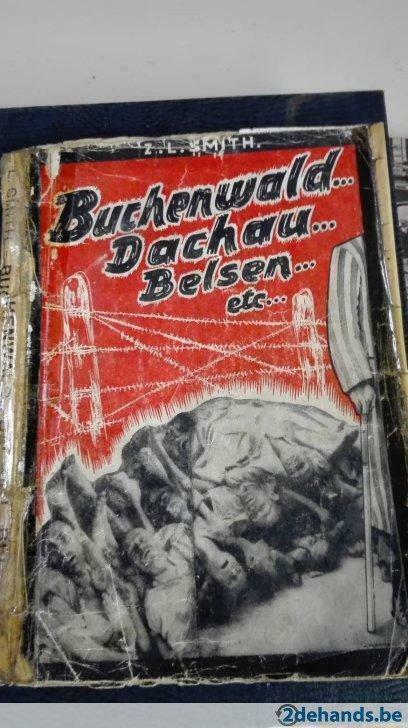 Z. L. SMITH.
Buchenwald...
Dachau...
Belsen...
etc...
2dehands.be